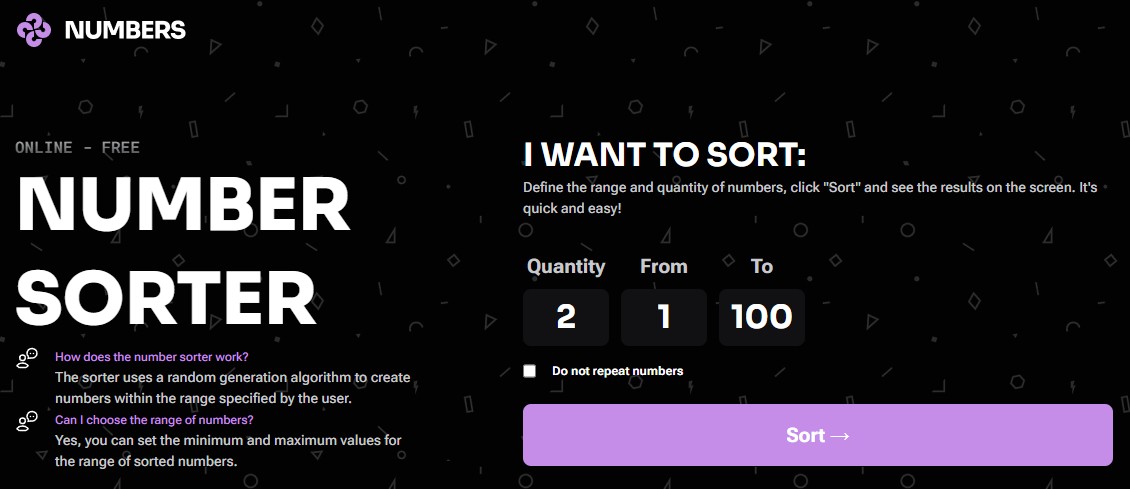 NUMBERS
ONLINE - FREE
NUMBER
SORTER
How does the number sorter work?
The sorter uses a random generation algorithm to create
numbers within the range specified by the user.
Can I choose the range of numbers?
Yes, you can set the minimum and maximum values for
the range of sorted numbers.
I WANT TO SORT:
Define the range and quantity of numbers, click "Sort" and see the results on the screen. It's
quick and easy!
Quantity From To
2 1 100
Do not repeat numbers
Sort →